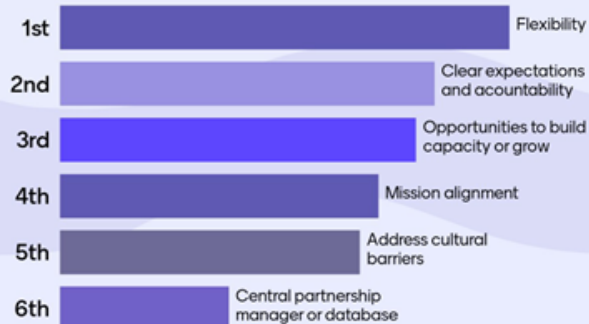 1st
Flexibility
2nd
Clear expectations
and acountability
3rd
Opportunities to build
capacity or grow
4th
Mission alignment
5th
Address cultural
barriers
6th
Central partnership
manager or database